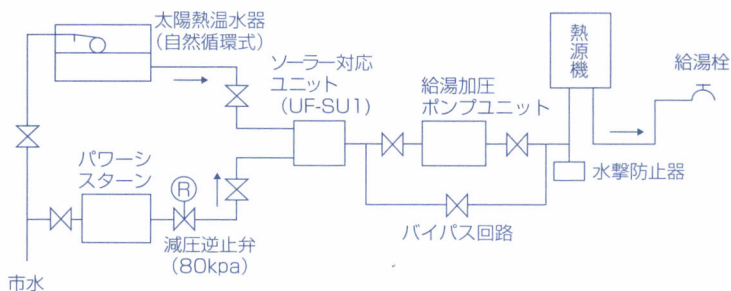 太陽熱温水器
(自然循環式)
ソーラー対応
ユニット
(UF-SU1)
給湯加圧
ポンプユニット
熱源機
給湯栓
パワーシ
スターン
R
減圧逆止弁
(80kpa)
水撃防止器
バイパス回路
市水